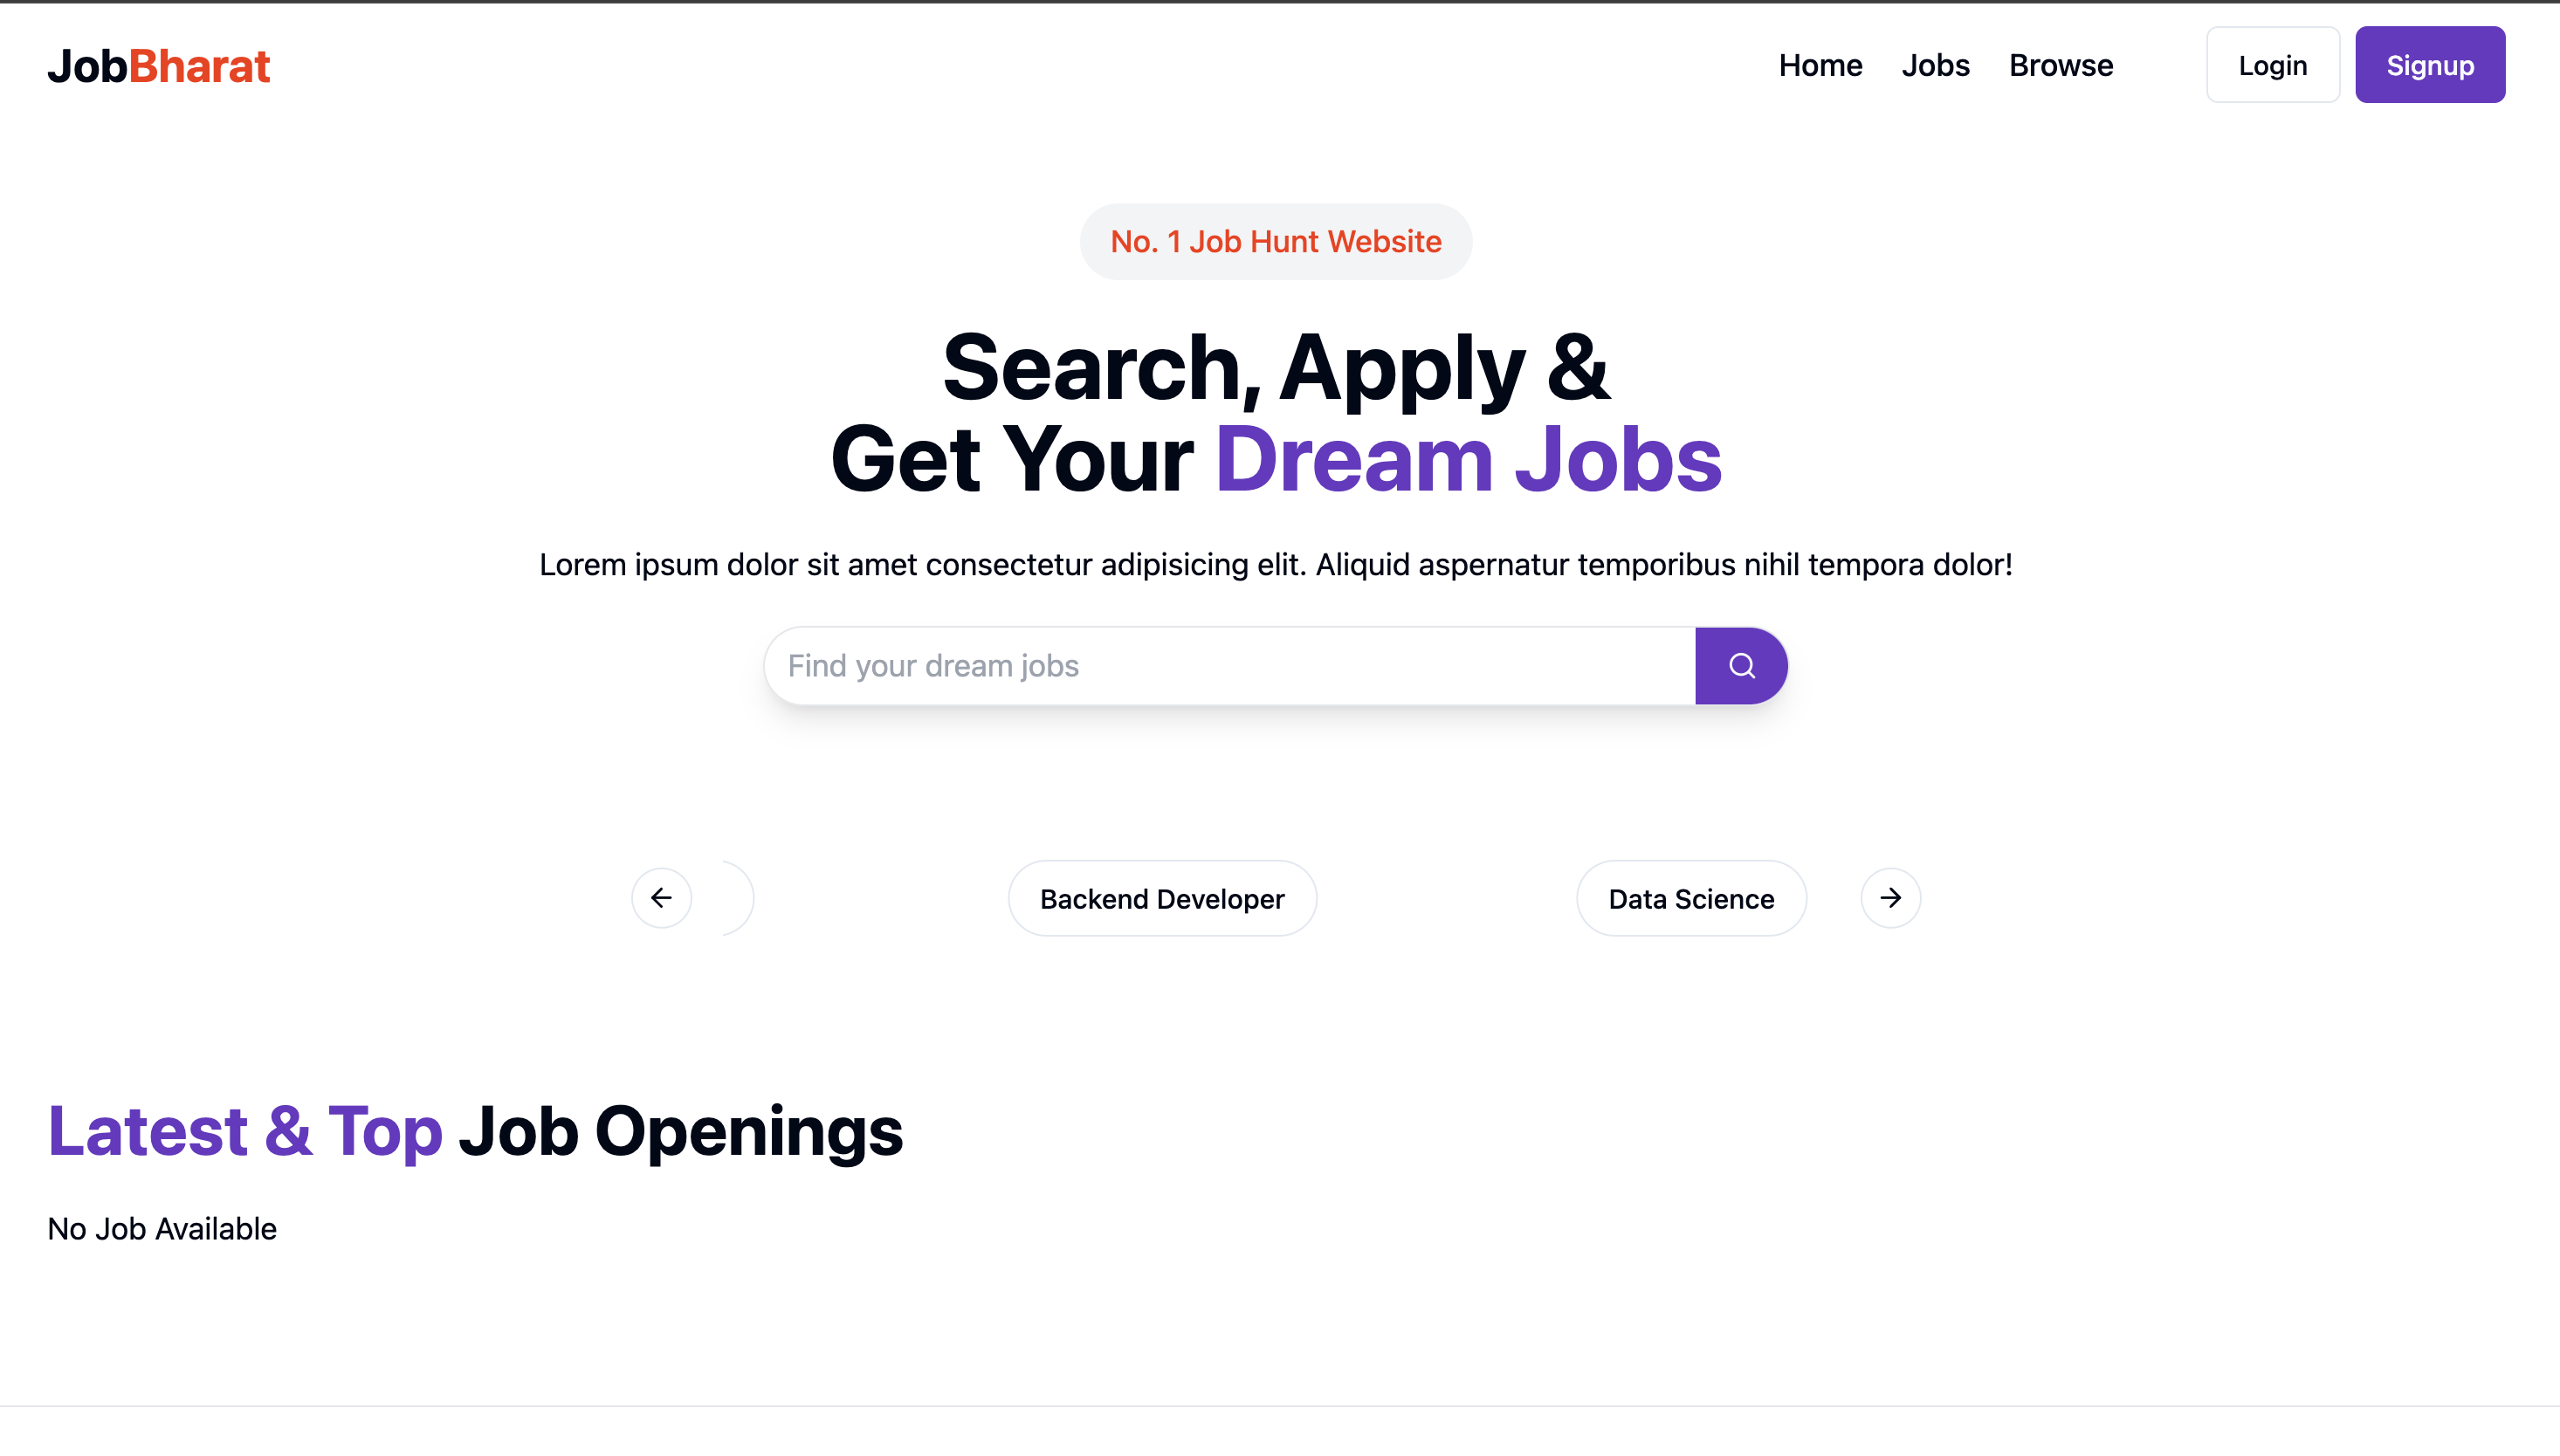 JobBharat
Home Jobs Browse Login Signup
No. 1 Job Hunt Website
Search, Apply &
Get Your Dream Jobs
Lorem ipsum dolor sit amet consectetur adipisicing elit. Aliquid aspernatur temporibus nihil tempora dolor!
Find your dream jobs
Backend Developer Data Science
Latest & Top Job Openings
No Job Available